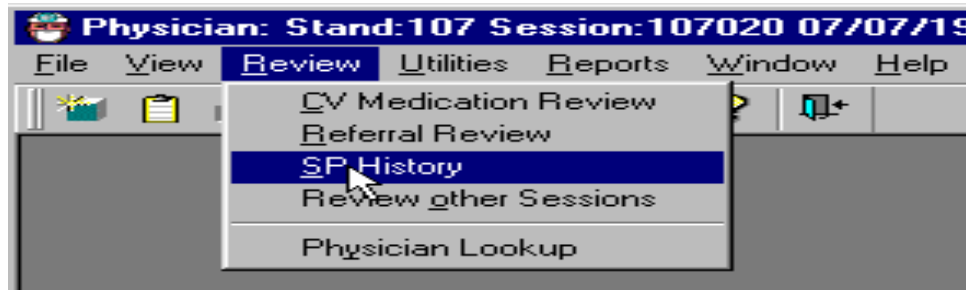 Physician: Stand:107 Session:107020 07/07/19
File View Review Utilities Reports Window Help
CV Medication Review
Referral Review
SP History
Review other Sessions
Physician Lookup